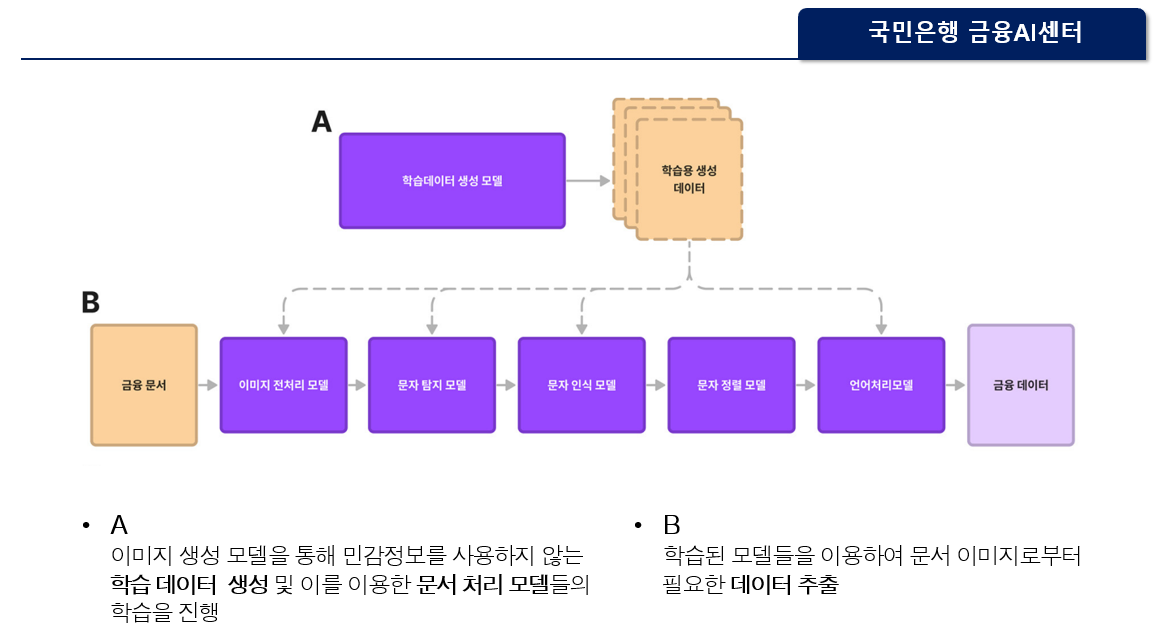 국민은행 금융AI센터
A
학습데이터 생성 모델
학습용 생성
데이터
B
금융 문서
이미지 전처리 모델
문자 탐지 모델
문자 인식 모델
문자 정렬 모델
언어처리모델
금융 데이터
• A
이미지 생성 모델을 통해 민감정보를 사용하지 않는
학습 데이터 생성 및 이를 이용한 문서 처리 모델들의
학습을 진행
• B
학습된 모델들을 이용하여 문서 이미지로부터
필요한 데이터 추출